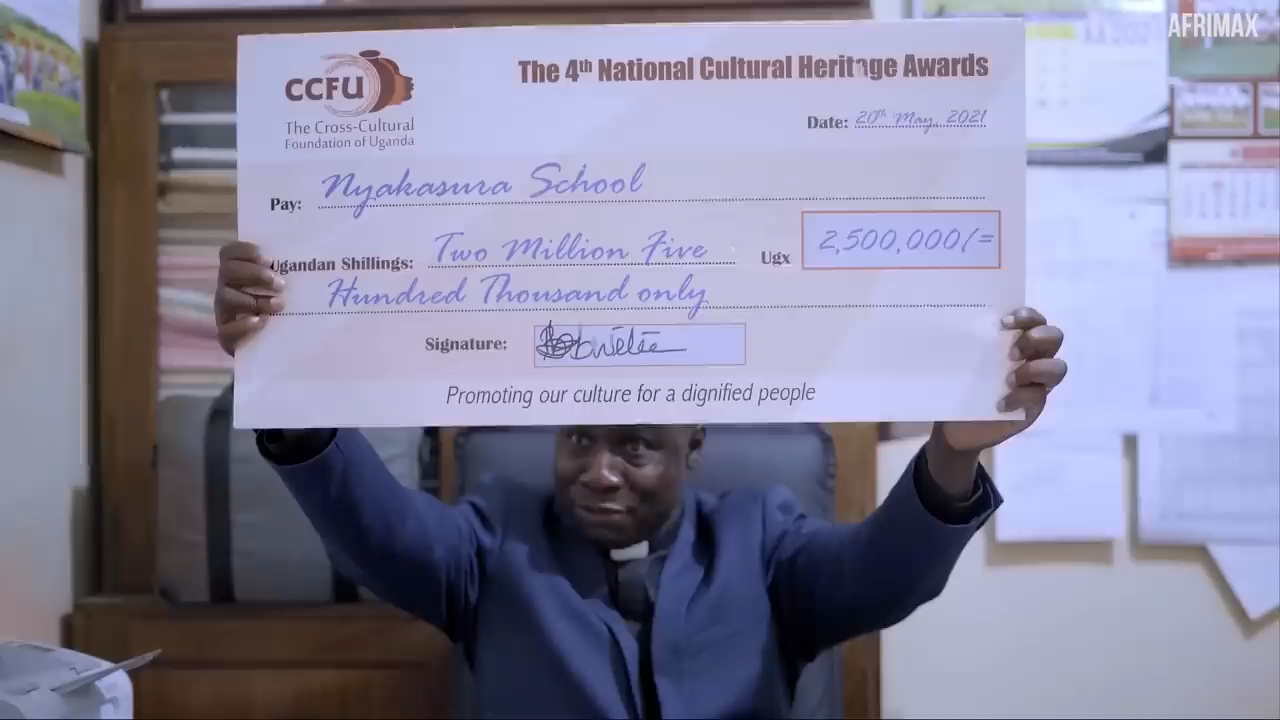 AFRIMAX
CCFU
The Cross-Cultural
Foundation of Uganda
The 4th National Cultural Heritage Awards
Date: 20th May, 2021
Pay: Nyakasura School
Ugandan Shillings: Two Million Five
Ugx 2,500,000/=
Hundred Thousand only
Signature:
Promoting our culture for a dignified people